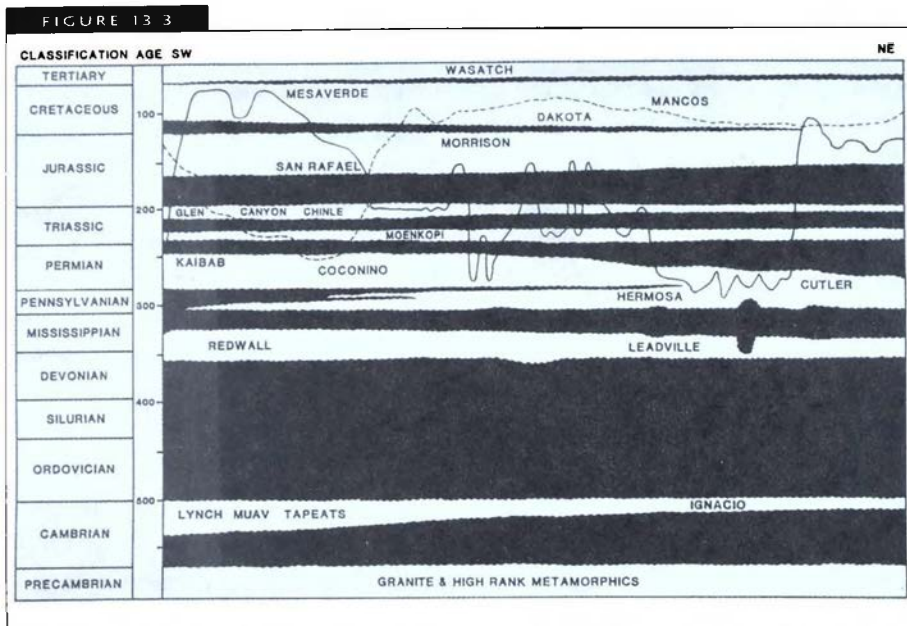 FIGURE 13 3
CLASSIFICATION AGE SW NE
TERTIARY
WASATCH
CRETACEOUS
MESAVERDE
MANCOS
100
DAKOTA
MORRISON
JURASSIC
SAN RAFAEL
200
GLEN CANYON CHINLE
TRIASSIC
MOENKOPI
PERMIAN
KAIBAB
COCONINO
CUTLER
PENNSYLVANIAN
300
HERMOSA
MISSISSIPPIAN
REDWALL
LEADVILLE
DEVONIAN
400
SILURIAN
ORDOVICIAN
500
IGNACIO
LYNCH MUAV TAPEATS
CAMBRIAN
PRECAMBRIAN
GRANITE & HIGH RANK METAMORPHICS